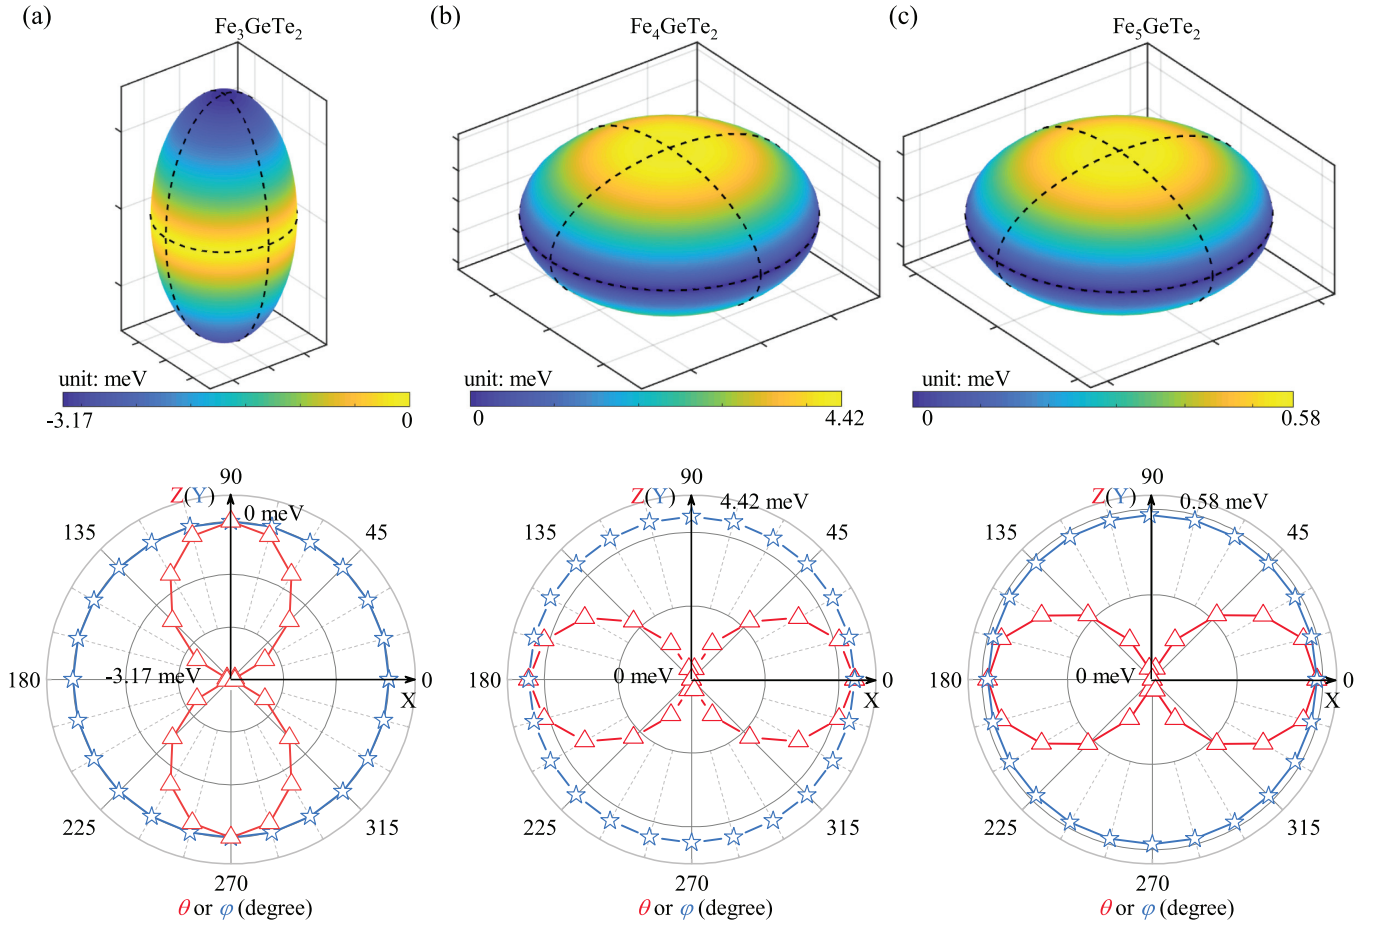 (a)
Fe3GeTe2
(b)
Fe4GeTe2
(c)
Fe5GeTe2
unit: meV
-3.17
0
unit: meV
0
4.42
unit: meV
0
0.58
90
Z(Y)
0 meV
135
45
180
-3.17 meV
0
X
225
315
270
θ or φ (degree)
90
Z(Y)
4.42 meV
135
45
180
0 meV
0
X
225
315
270
θ or φ (degree)
90
Z(Y)
0.58 meV
135
45
180
0 meV
0
X
225
315
270
θ or φ (degree)